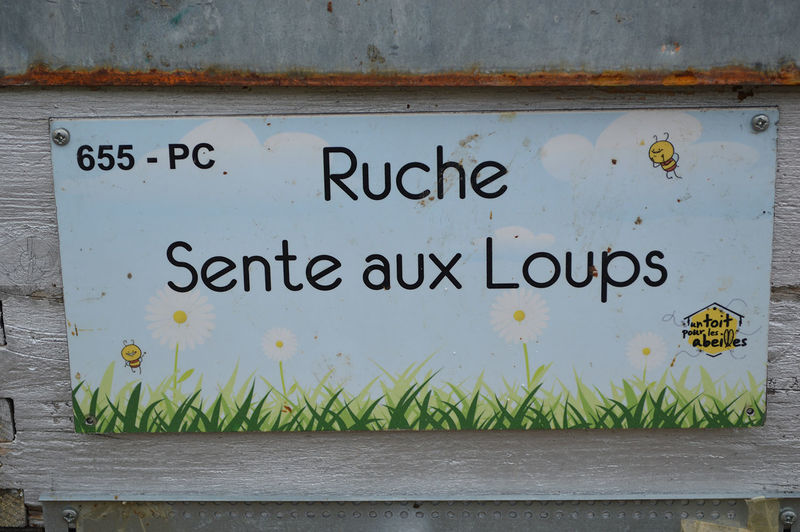 655 - PC
Ruche
Sente aux Loups
un toit
pour les
abeilles